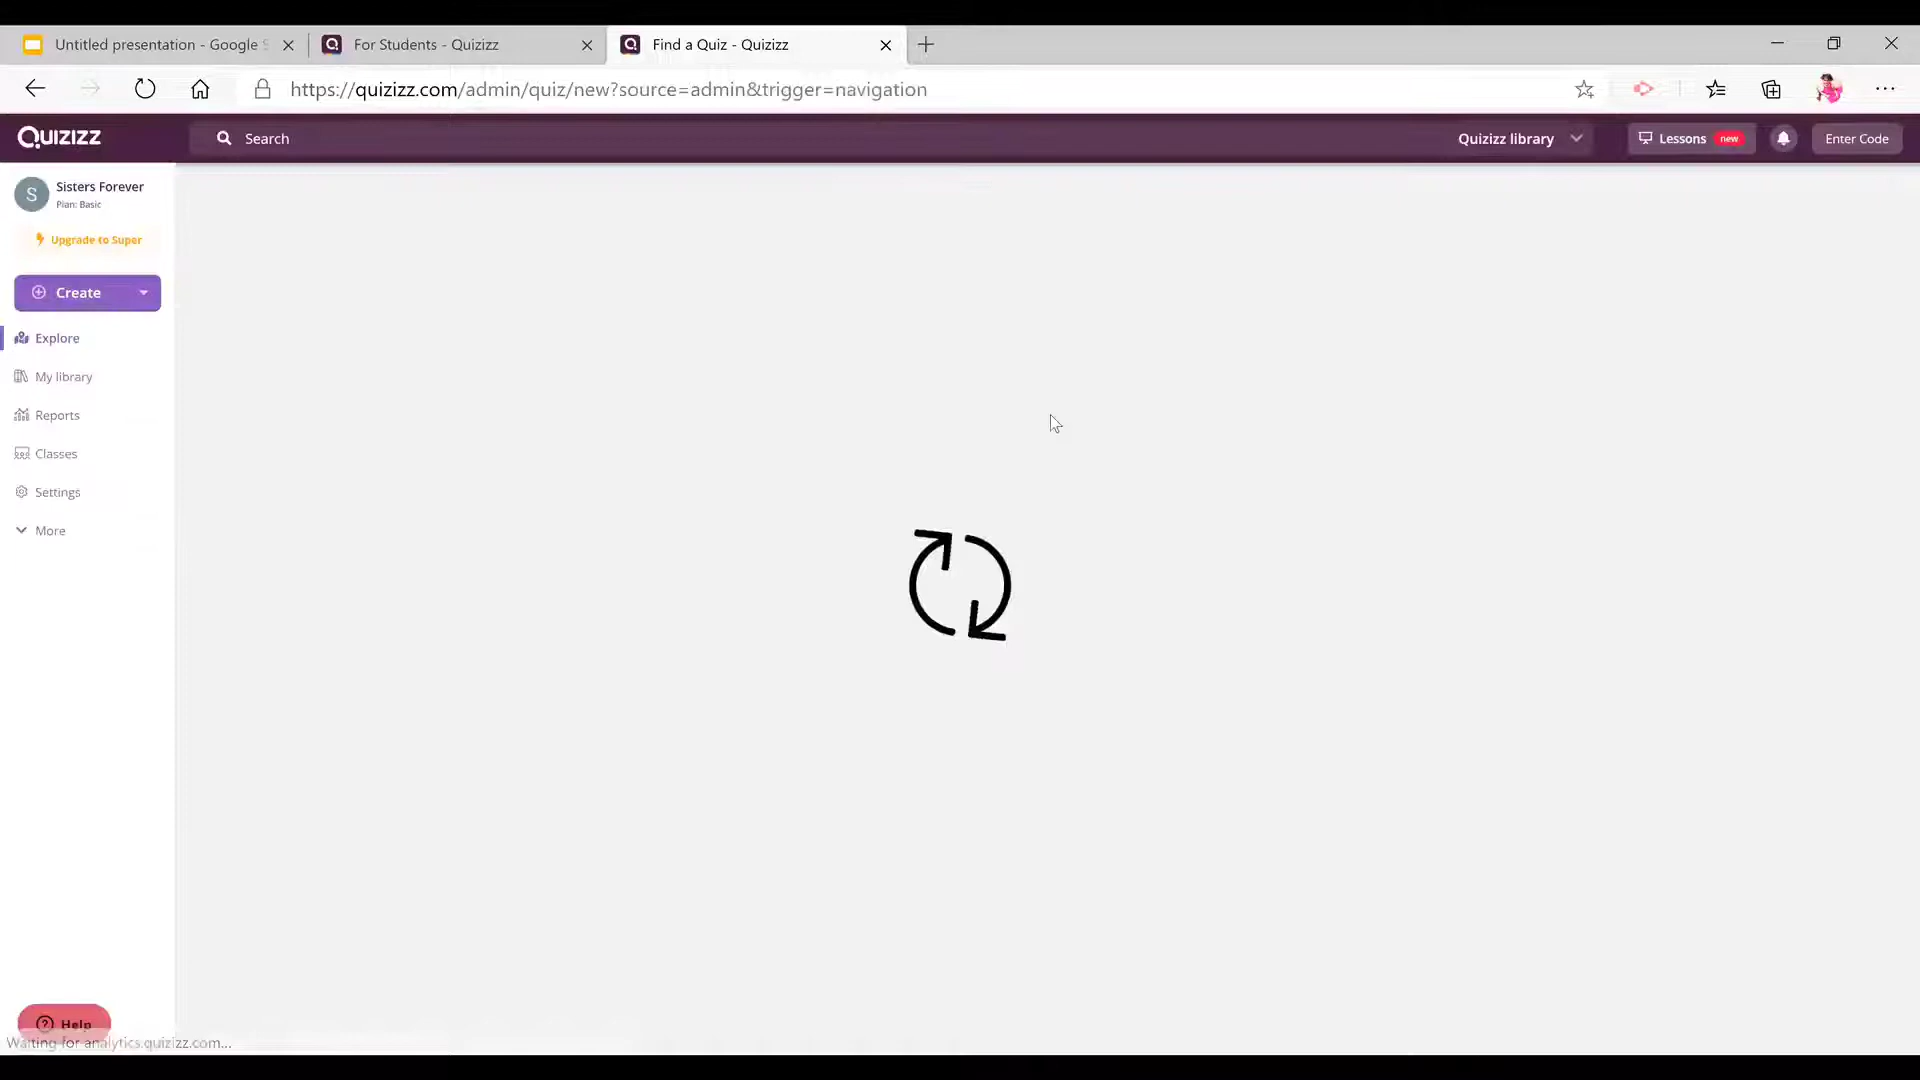 Untitled presentation - Google S
For Students - Quizizz
Find a Quiz - Quizizz
https://quizizz.com/admin/quiz/new?source=admin&trigger=navigation
QUIZIZZ
Search
Quizizz library
Lessons new
Enter Code
S
Sisters Forever
Plan: Basic
Upgrade to Super
Create
Explore
My library
Reports
Classes
Settings
More
Help
Waiting for analytics.quizizz.com...